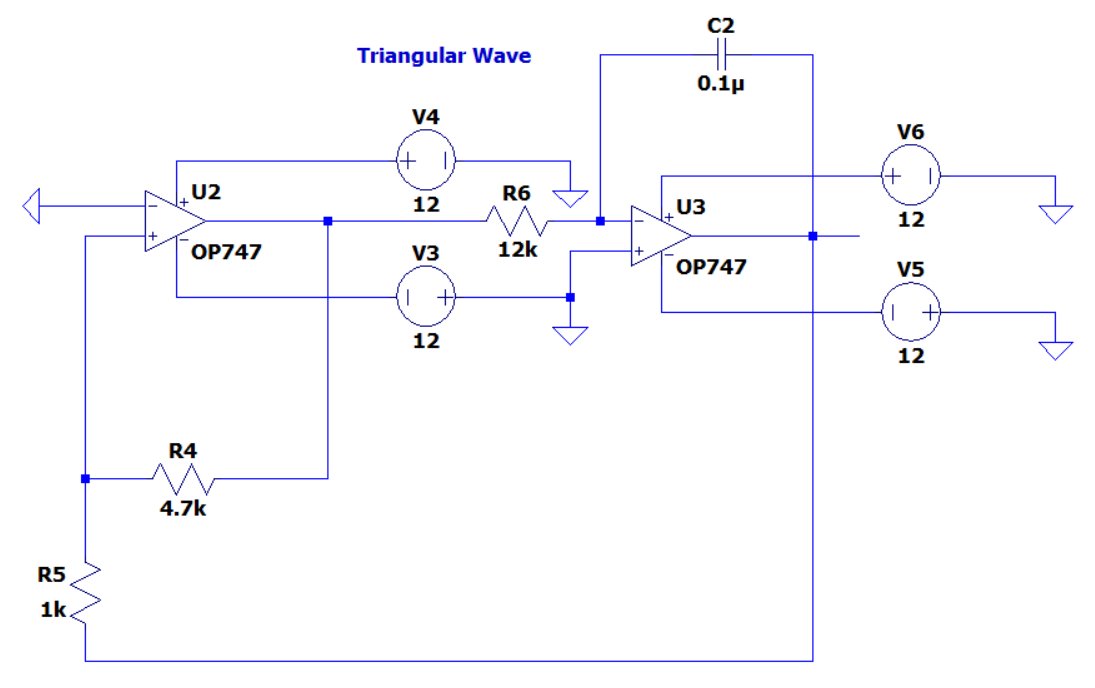 C2
Triangular Wave
0.1µ
V4
V6
+
U2
+
R6
+
U3
12
12
+
OP747
12k
+
V3
OP747
V5
+
+
12
12
R4
4.7k
R5
1k